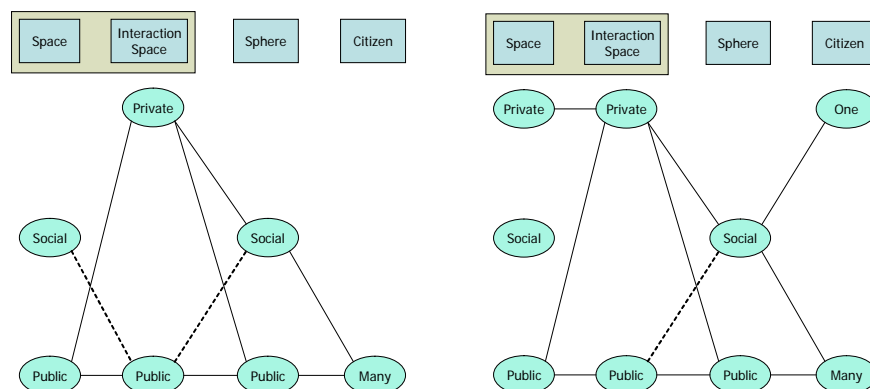 Space
Interaction
Space
Sphere
Citizen
Private
Social
Social
Public
Public
Public
Many
Space
Interaction
Space
Sphere
Citizen
Private
Private
One
Social
Social
Public
Public
Public
Many